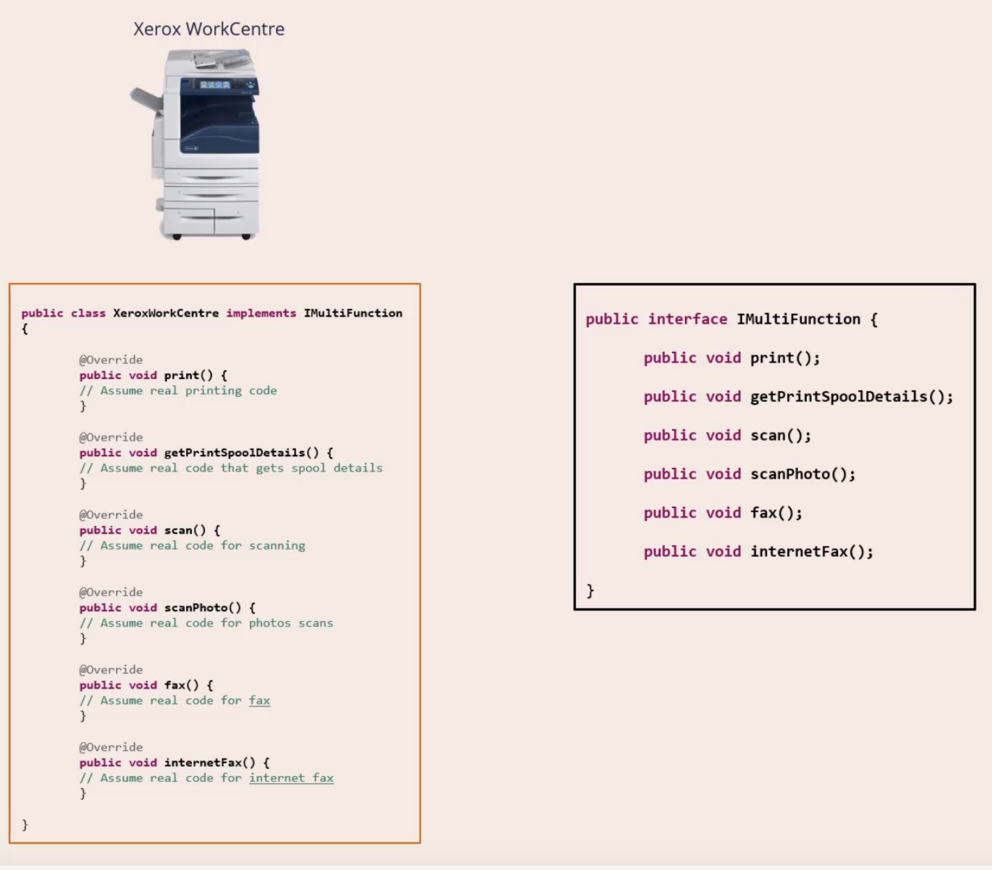 Xerox WorkCentre
public class XeroxWorkCentre implements IMultiFunction
{
@Override
public void print() {
// Assume real printing code
}
@Override
public void getPrintSpoolDetails() {
// Assume real code that gets spool details
}
@Override
public void scan() {
// Assume real code for scanning
}
@Override
public void scanPhoto() {
// Assume real code for photos scans
}
@Override
public void fax() {
// Assume real code for fax
}
@Override
public void internetFax() {
// Assume real code for internet fax
}
}
public interface IMultiFunction {
public void print();
public void getPrintSpoolDetails();
public void scan();
public void scanPhoto();
public void fax();
public void internetFax();
}